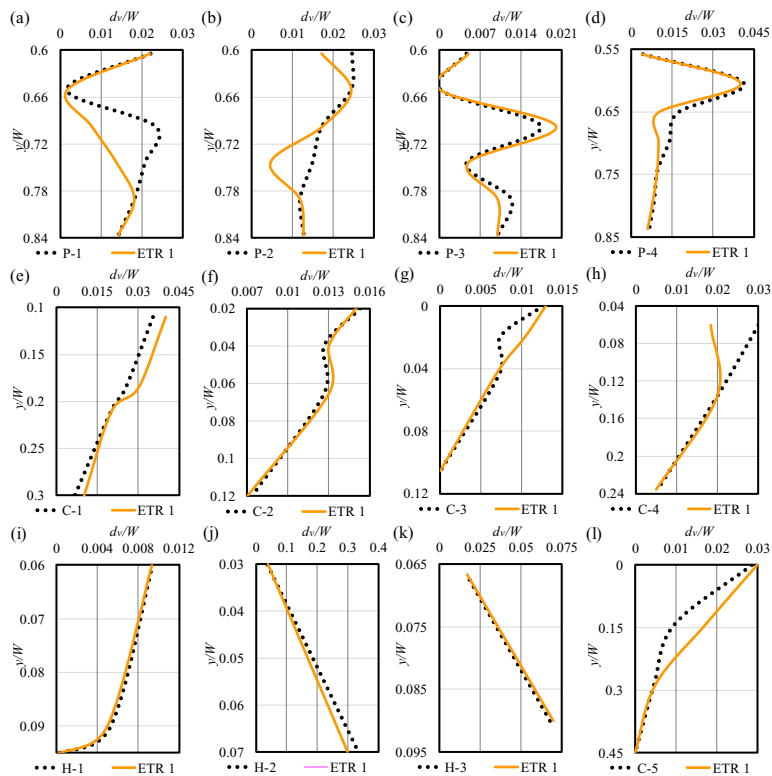 (a) dv/W
0 0.01 0.02 0.03
0.6
0.66
0.72
0.78
0.84
y/W
P-1 ETR 1
(b) dv/W
0 0.01 0.02 0.03
0.6
0.66
0.72
0.78
0.84
y/W
P-2 ETR 1
(c) dv/W
0 0.007 0.014 0.021
0.6
0.66
0.72
0.78
0.84
y/W
P-3 ETR 1
(d) dv/W
0 0.015 0.03 0.045
0.55
0.65
0.75
0.85
y/W
P-4 ETR 1
(e) dv/W
0 0.015 0.03 0.045
0.1
0.15
0.2
0.25
0.3
y/W
C-1 ETR 1
(f) dv/W
0.007 0.01 0.013 0.016
0.02
0.04
0.06
0.08
0.1
0.12
y/W
C-2 ETR 1
(g) dv/W
0 0.005 0.01 0.015
0
0.04
0.08
0.12
y/W
C-3 ETR 1
(h) dv/W
0 0.01 0.02 0.03
0.04
0.08
0.12
0.16
0.2
0.24
y/W
C-4 ETR 1
(i) dv/W
0 0.004 0.008 0.012
0.06
0.07
0.08
0.09
y/W
H-1 ETR 1
(j) dv/W
0 0.1 0.2 0.3 0.4
0.03
0.04
0.05
0.06
0.07
y/W
H-2 ETR 1
(k) dv/W
0 0.025 0.05 0.075
0.065
0.075
0.085
0.095
y/W
H-3 ETR 1
(l) dv/W
0 0.01 0.02 0.03
0
0.15
0.3
0.45
y/W
C-5 ETR 1